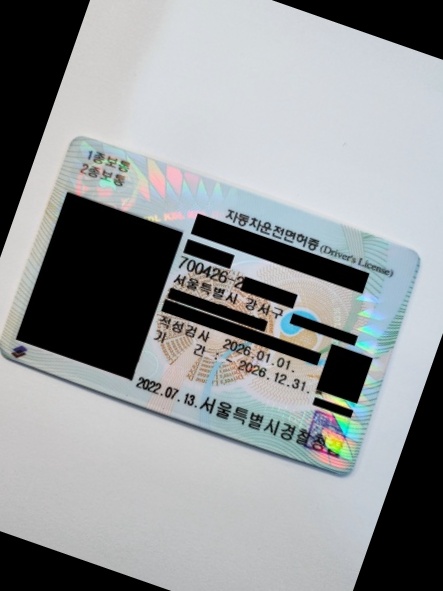 1종보통
2종보통
자동차운전면허증 (Driver's License)
700426-2
서울특별시 강서구
적성검사 2026.01.01.
기 간 : ~ 2026.12.31.
2022.07.13. 서울특별시경찰청